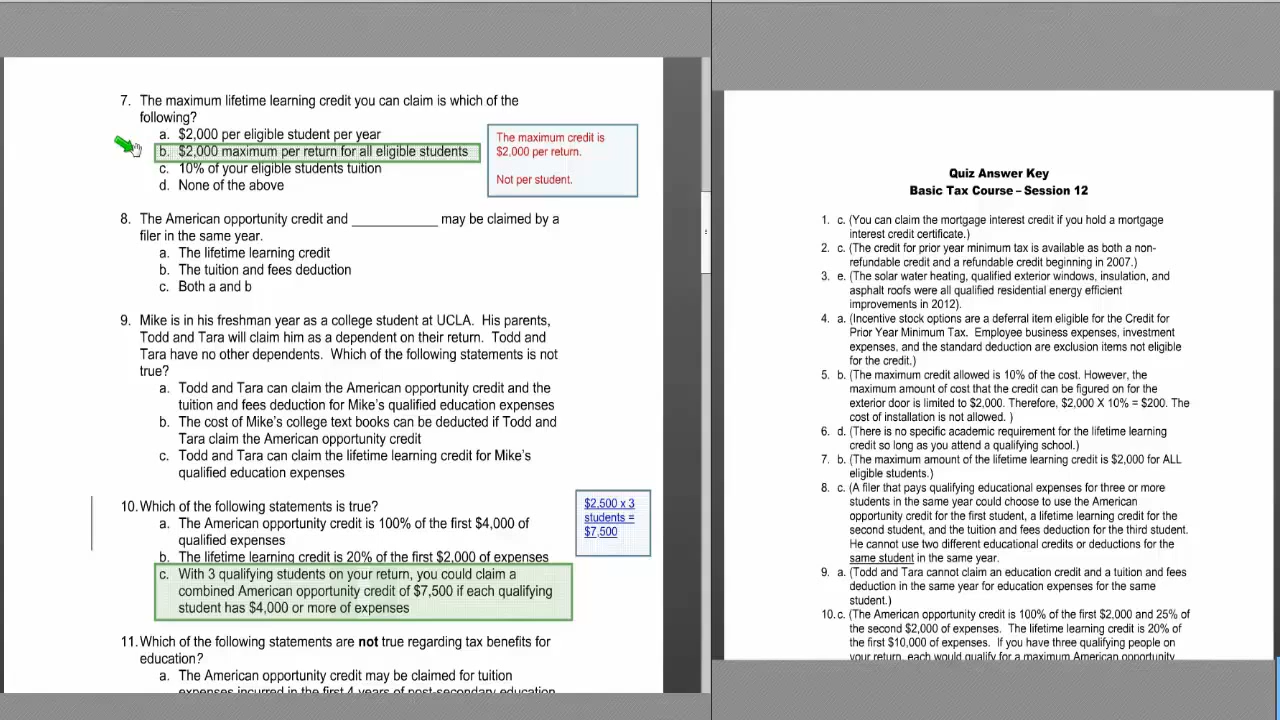 7. The maximum lifetime learning credit you can claim is which of the
following?
a. $2,000 per eligible student per year
b. $2,000 maximum per return for all eligible students
c. 10% of your eligible students tuition
d. None of the above
The maximum credit is
$2,000 per return.
Not per student.
8. The American opportunity credit and ____________ may be claimed by a
filer in the same year.
a. The lifetime learning credit
b. The tuition and fees deduction
c. Both a and b
9. Mike is in his freshman year as a college student at UCLA. His parents,
Todd and Tara will claim him as a dependent on their return. Todd and
Tara have no other dependents. Which of the following statements is not
true?
a. Todd and Tara can claim the American opportunity credit and the
tuition and fees deduction for Mike's qualified education expenses
b. The cost of Mike's college text books can be deducted if Todd and
Tara claim the American opportunity credit
c. Todd and Tara can claim the lifetime learning credit for Mike's
qualified education expenses
10. Which of the following statements is true?
a. The American opportunity credit is 100% of the first $4,000 of
qualified expenses
b. The lifetime learning credit is 20% of the first $2,000 of expenses
c. With 3 qualifying students on your return, you could claim a
combined American opportunity credit of $7,500 if each qualifying
student has $4,000 or more of expenses
$2,500 x 3
students =
$7,500
11. Which of the following statements are not true regarding tax benefits for
education?
a. The American opportunity credit may be claimed for tuition
expenses incurred in the first 4 years of post-secondary education
Quiz Answer Key
Basic Tax Course – Session 12
1. c. (You can claim the mortgage interest credit if you hold a mortgage
interest credit certificate.)
2. c. (The credit for prior year minimum tax is available as both a non-
refundable credit and a refundable credit beginning in 2007.)
3. e. (The solar water heating, qualified exterior windows, insulation, and
asphalt roofs were all qualified residential energy efficient
improvements in 2012).
4. a. (Incentive stock options are a deferral item eligible for the Credit for
Prior Year Minimum Tax. Employee business expenses, investment
expenses, and the standard deduction are exclusion items not eligible
for the credit.)
5. b. (The maximum credit allowed is 10% of the cost. However, the
maximum amount of cost that the credit can be figured on for the
exterior door is limited to $2,000. Therefore, $2,000 X 10% = $200. The
cost of installation is not allowed. )
6. d. (There is no specific academic requirement for the lifetime learning
credit so long as you attend a qualifying school.)
7. b. (The maximum amount of the lifetime learning credit is $2,000 for ALL
eligible students.)
8. c. (A filer that pays qualifying educational expenses for three or more
students in the same year could choose to use the American
opportunity credit for the first student, a lifetime learning credit for the
second student, and the tuition and fees deduction for the third student.
He cannot use two different educational credits or deductions for the
same student in the same year.
9. a. (Todd and Tara cannot claim an education credit and a tuition and fees
deduction in the same year for education expenses for the same
student.)
10. c. (The American opportunity credit is 100% of the first $2,000 and 25% of
the second $2,000 of expenses. The lifetime learning credit is 20% of
the first $10,000 of expenses. If you have three qualifying people on
your return, each would qualify for a maximum American opportunity